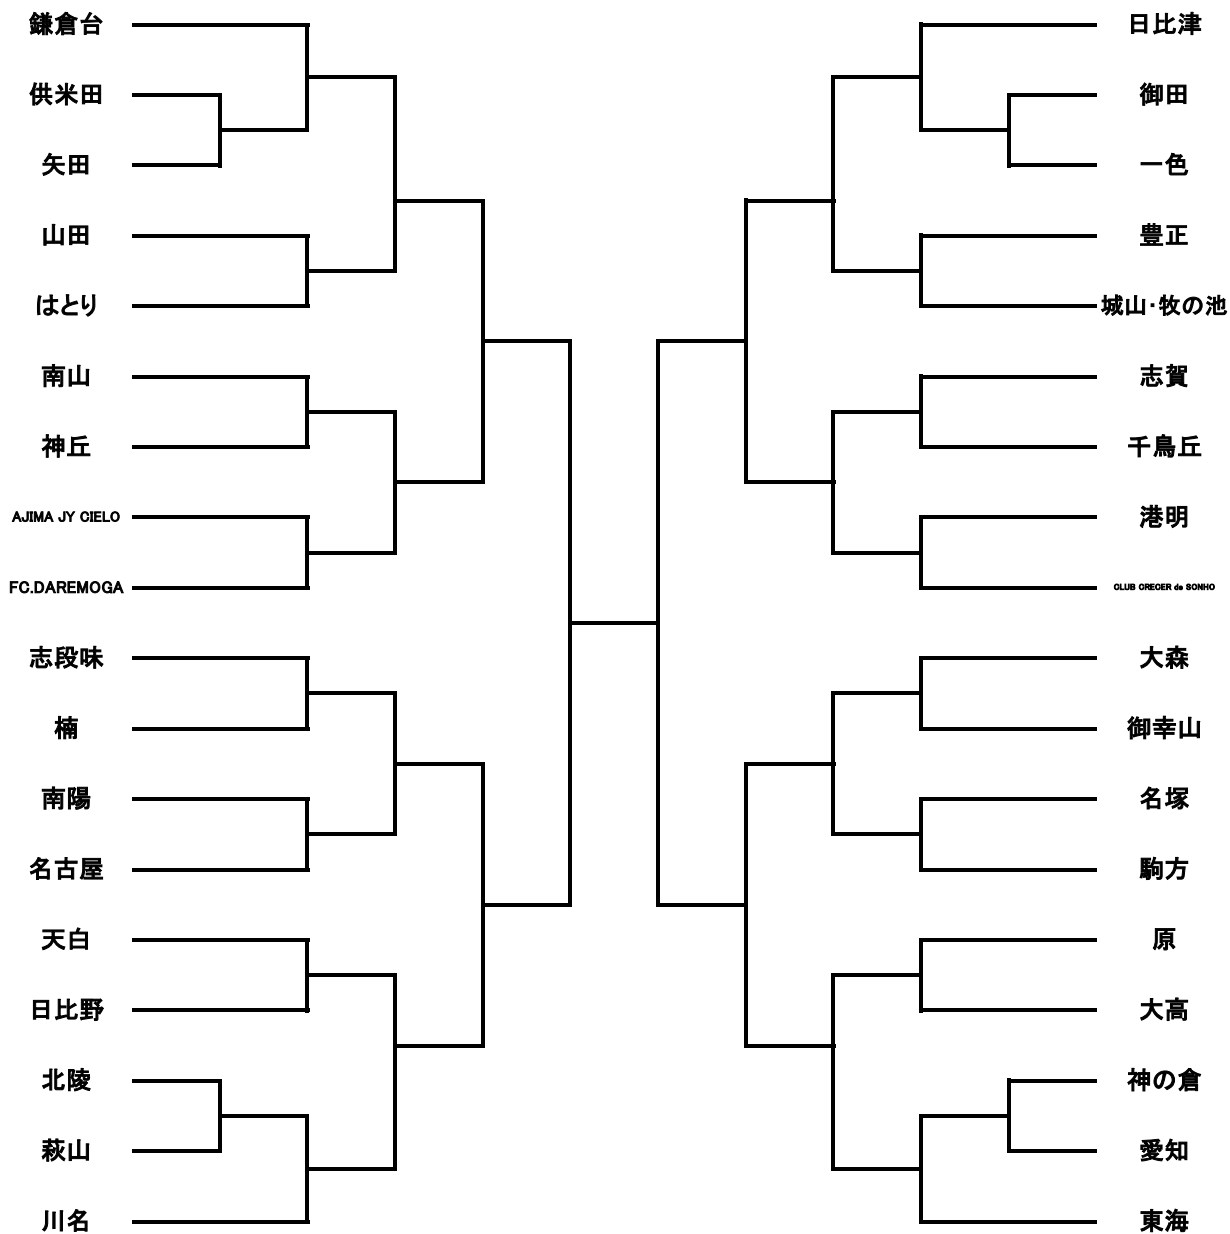 鎌倉台
供米田
矢田
山田
はとり
南山
神丘
AJIMA JY CIELO
FC.DAREMOGA
志段味
楠
南陽
名古屋
天白
日比野
北陵
萩山
川名
日比津
御田
一色
豊正
城山・牧の池
志賀
千鳥丘
港明
CLUB CRECER de SONHO
大森
御幸山
名塚
駒方
原
大高
神の倉
愛知
東海